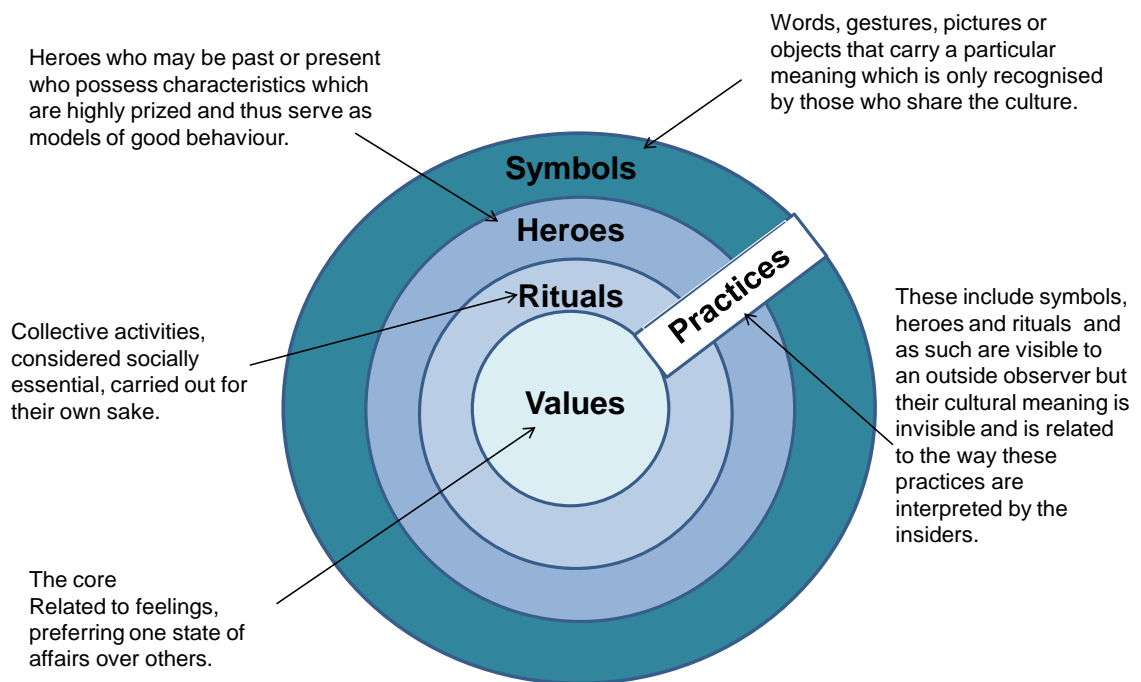 Heroes who may be past or present
who possess characteristics which
are highly prized and thus serve as
models of good behaviour.
Words, gestures, pictures or
objects that carry a particular
meaning which is only recognised
by those who share the culture.
Symbols
Heroes
Rituals
Values
Practices
Collective activities,
considered socially
essential, carried out for
their own sake.
These include symbols,
heroes and rituals and
as such are visible to
an outside observer but
their cultural meaning is
invisible and is related
to the way these
practices are
interpreted by the
insiders.
The core
Related to feelings,
preferring one state of
affairs over others.